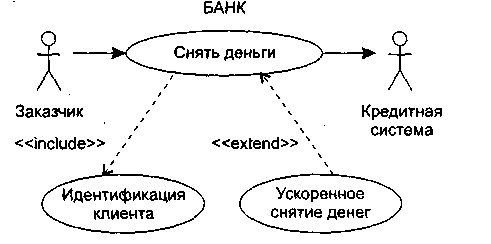 БАНК
Снять деньги
Заказчик
Кредитная
система
<<include>>
<<extend>>
Идентификация
клиента
Ускоренное
снятие денег